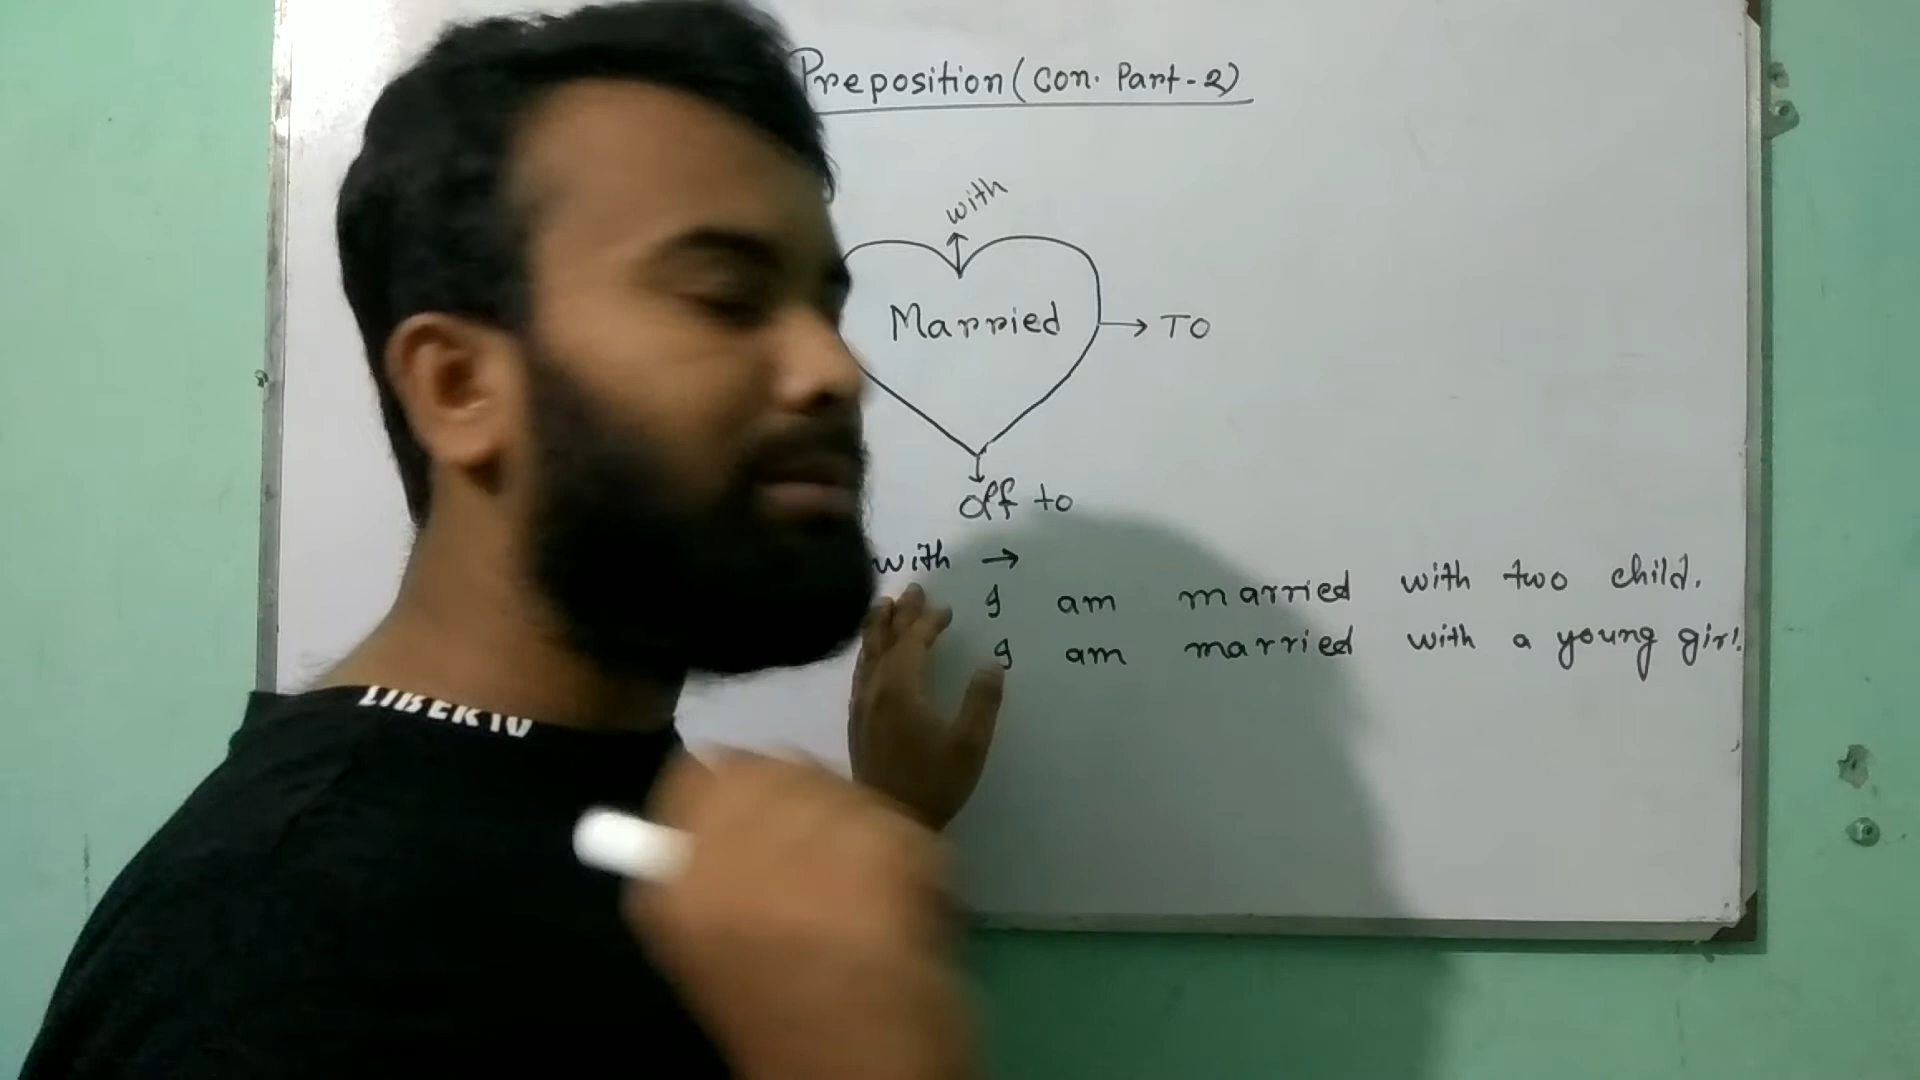 Preposition (con. Part-2)
with
Married
TO
Off to
with →
I am married with two child.
I am married with a young girl.